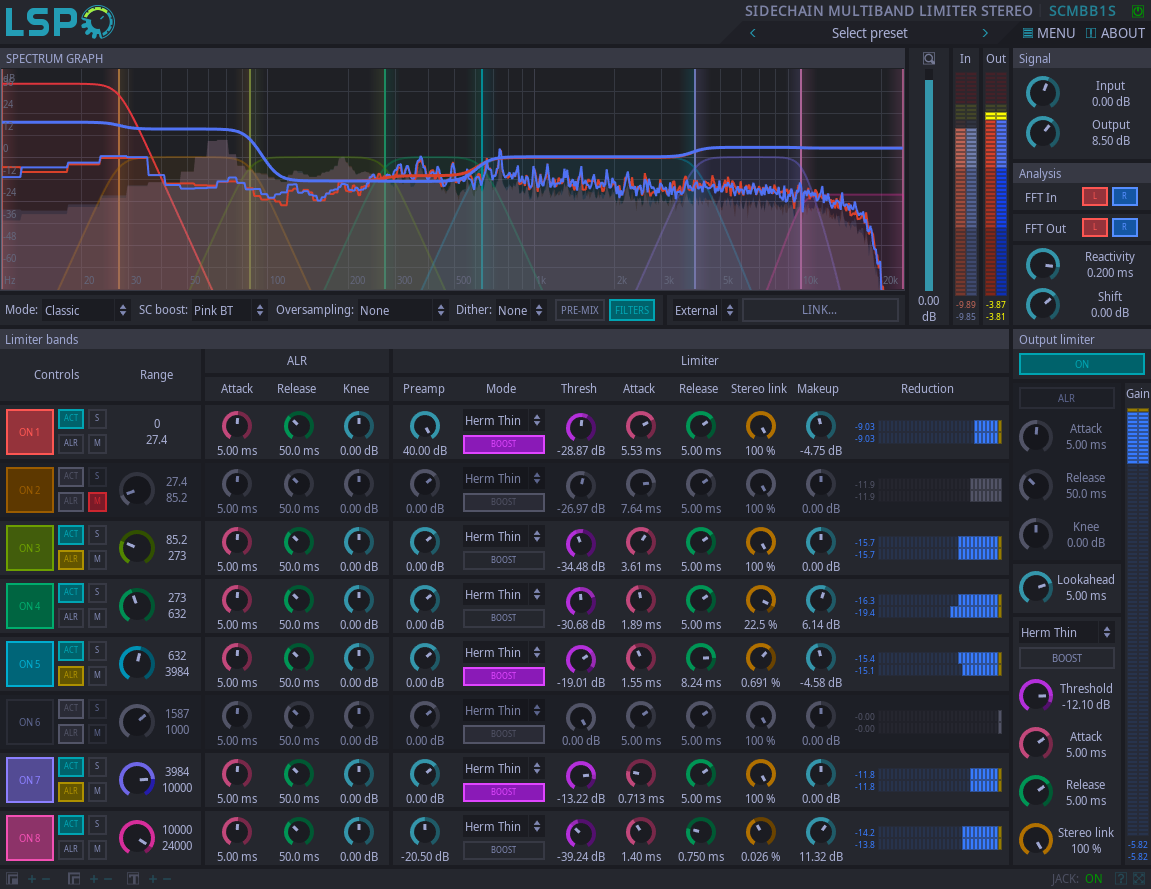 LSP
SIDECHAIN MULTIBAND LIMITER STEREO SCMBB1S
Select preset
MENU ABOUT
SPECTRUM GRAPH
In Out
Signal
Input
0.00 dB
Output
8.50 dB
Analysis
FFT In L R
FFT Out L R
Reactivity
0.200 ms
Shift
0.00 dB
dB
24
12
0
-12
-24
-36
-48
-60
Hz 20 30 100 200 300 500 1k 2k 3k 5k 10k 20k
0.00
dB
-9.89
-9.85
-3.87
-3.81
Mode: Classic SC boost: Pink BT Oversampling: None Dither: None PRE-MIX FILTERS External LINK...
Limiter bands
Output limiter
Controls Range ALR Limiter
Attack Release Knee Preamp Mode Thresh Attack Release Stereo link Makeup Reduction
ON 1 ACT S ALR M
0
27.4
5.00 ms 50.0 ms 0.00 dB 40.00 dB Herm Thin BOOST -28.87 dB 5.53 ms 5.00 ms 100 % -4.75 dB
-9.03
-9.03
ON 2 ACT S ALR M
27.4
85.2
5.00 ms 50.0 ms 0.00 dB 0.00 dB Herm Thin BOOST -26.97 dB 7.64 ms 5.00 ms 100 % 0.00 dB
-11.9
-11.9
ON 3 ACT S ALR M
85.2
273
5.00 ms 50.0 ms 0.00 dB 0.00 dB Herm Thin BOOST -34.48 dB 3.61 ms 5.00 ms 100 % 0.00 dB
-15.7
-15.7
ON 4 ACT S ALR M
273
632
5.00 ms 50.0 ms 0.00 dB 0.00 dB Herm Thin BOOST -30.68 dB 1.89 ms 5.00 ms 22.5 % 6.14 dB
-16.3
-19.4
ON 5 ACT S ALR M
632
3984
5.00 ms 50.0 ms 0.00 dB 0.00 dB Herm Thin BOOST -19.01 dB 1.55 ms 8.24 ms 0.691 % -4.58 dB
-15.4
-15.1
ON 6 ACT S ALR M
1587
1000
5.00 ms 50.0 ms 0.00 dB 0.00 dB Herm Thin BOOST 0.00 dB 5.00 ms 5.00 ms 100 % 0.00 dB
-0.00
-0.00
ON 7 ACT S ALR M
3984
10000
5.00 ms 50.0 ms 0.00 dB 0.00 dB Herm Thin BOOST -13.22 dB 0.713 ms 5.00 ms 100 % 0.00 dB
-11.8
-11.8
ON 8 ACT S ALR M
10000
24000
5.00 ms 50.0 ms 0.00 dB -20.50 dB Herm Thin BOOST -39.24 dB 1.40 ms 0.750 ms 0.026 % 11.32 dB
-14.2
-13.8
ON
ALR
Gain
Attack
5.00 ms
Release
50.0 ms
Knee
0.00 dB
Lookahead
5.00 ms
Herm Thin
BOOST
Threshold
-12.10 dB
Attack
5.00 ms
Release
5.00 ms
Stereo link
100 %
-5.82
-5.82
JACK: ON